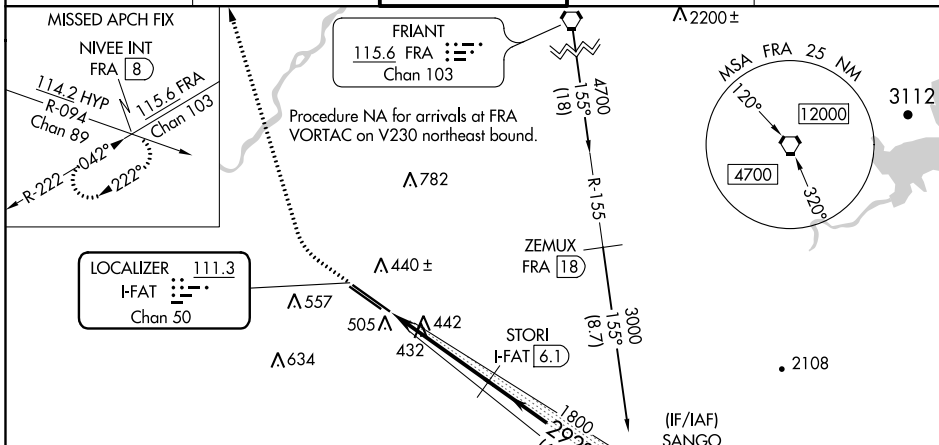 MISSED APCH FIX
NIVEE INT
FRA 8
114.2 HYP
R-094
Chan 89
115.6 FRA
Chan 103
R-222
042°
222°
FRIANT
115.6 FRA
Chan 103
2200±
Procedure NA for arrivals at FRA
VORTAC on V230 northeast bound.
4700
155°
(18)
R-155
MSA FRA 25 NM
120°
12000
4700
320°
3112
782
ZEMUX
FRA 18
LOCALIZER 111.3
I-FAT
Chan 50
440±
557
505
442
432
634
STORI
I-FAT 6.1
3000
155°
(8.7)
2108
1800
(IF/IAF)
SANGO